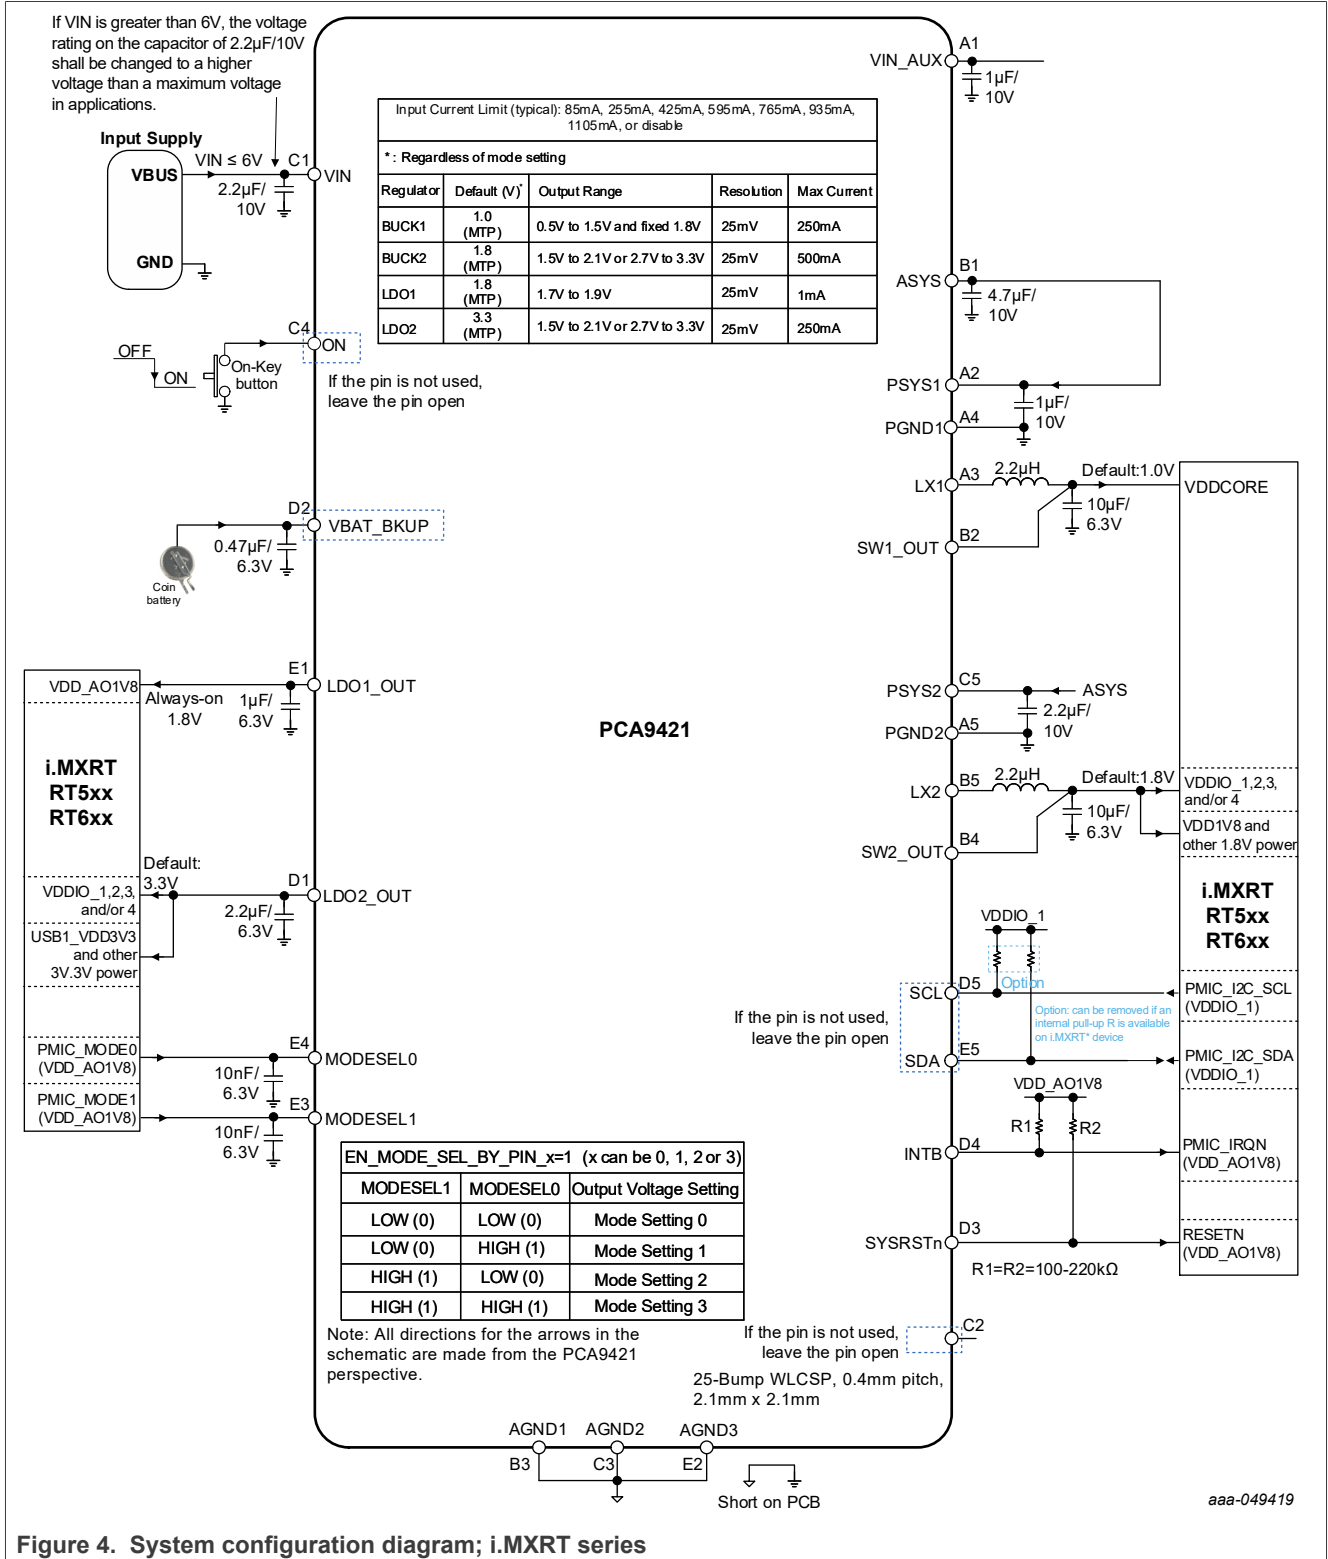 If VIN is greater than 6V, the voltage
rating on the capacitor of 2.2µF/10V
shall be changed to a higher
voltage than a maximum voltage
in applications.
Input Supply
VBUS
GND
VIN ≤ 6V
C1
VIN
2.2µF/
10V
Input Current Limit (typical): 85mA, 255mA, 425mA, 595mA, 765mA, 935mA,
1105mA, or disable
* : Regardless of mode setting
Regulator Default (V)* Output Range Resolution Max Current
BUCK1 1.0 (MTP) 0.5V to 1.5V and fixed 1.8V 25mV 250mA
BUCK2 1.8 (MTP) 1.5V to 2.1V or 2.7V to 3.3V 25mV 500mA
LDO1 1.8 (MTP) 1.7V to 1.9V 25mV 1mA
LDO2 3.3 (MTP) 1.5V to 2.1V or 2.7V to 3.3V 25mV 250mA
VIN_AUX
A1
1µF/
10V
ASYS
B1
4.7µF/
10V
OFF
ON
On-Key
button
C4
ON
If the pin is not used,
leave the pin open
PSYS1
A2
1µF/
10V
PGND1
A4
LX1
A3
2.2µH
Default:1.0V
10µF/
6.3V
SW1_OUT
B2
VDDCORE
D2
VBAT_BKUP
0.47µF/
6.3V
Coin
battery
E1
LDO1_OUT
VDD_AO1V8
Always-on
1.8V
1µF/
6.3V
i.MXRT
RT5xx
RT6xx
PCA9421
PSYS2
C5
ASYS
2.2µF/
10V
PGND2
A5
LX2
B5
2.2µH
Default:1.8V
10µF/
6.3V
SW2_OUT
B4
VDDIO_1,2,3,
and/or 4
VDD1V8 and
other 1.8V power
i.MXRT
RT5xx
RT6xx
Default:
3.3V
D1
LDO2_OUT
VDDIO_1,2,3,
and/or 4
2.2µF/
6.3V
USB1_VDD3V3
and other
3V.3V power
VDDIO_1
Option
SCL
D5
PMIC_I2C_SCL
(VDDIO_1)
If the pin is not used,
leave the pin open
Option: can be removed if an
internal pull-up R is available
on i.MXRT* device
SDA
E5
PMIC_I2C_SDA
(VDDIO_1)
PMIC_MODE0
(VDD_AO1V8)
E4
MODESEL0
10nF/
6.3V
PMIC_MODE1
(VDD_AO1V8)
E3
MODESEL1
10nF/
6.3V
VDD_AO1V8
R1
R2
INTB
D4
PMIC_IRQN
(VDD_AO1V8)
SYSRSTn
D3
RESETN
(VDD_AO1V8)
R1=R2=100-220kΩ
EN_MODE_SEL_BY_PIN_x=1 (x can be 0, 1, 2 or 3)
MODESEL1 MODESEL0 Output Voltage Setting
LOW (0) LOW (0) Mode Setting 0
LOW (0) HIGH (1) Mode Setting 1
HIGH (1) LOW (0) Mode Setting 2
HIGH (1) HIGH (1) Mode Setting 3
Note: All directions for the arrows in the
schematic are made from the PCA9421
perspective.
If the pin is not used,
leave the pin open
C2
25-Bump WLCSP, 0.4mm pitch,
2.1mm x 2.1mm
AGND1 AGND2 AGND3
B3 C3 E2
Short on PCB
aaa-049419
Figure 4. System configuration diagram; i.MXRT series